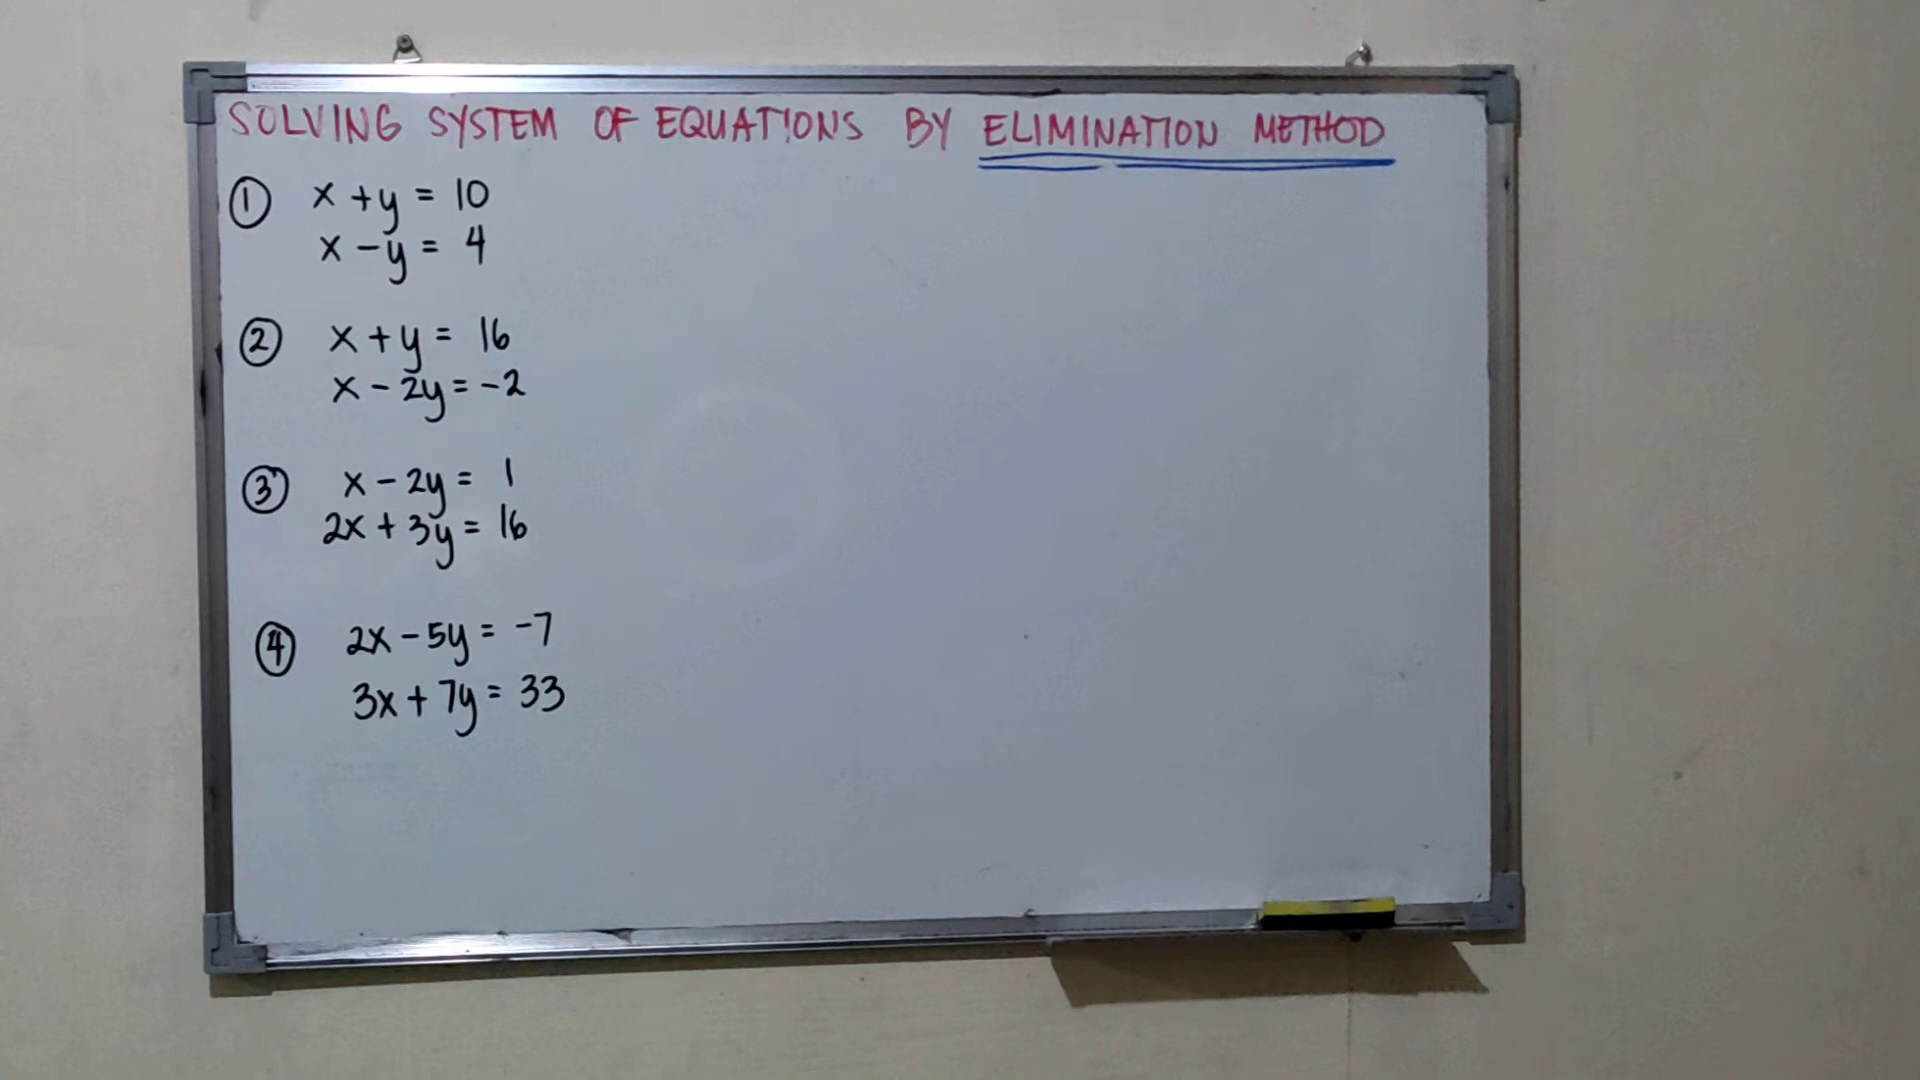 SOLVING SYSTEM OF EQUATIONS BY ELIMINATION METHOD
① x + y = 10
x - y = 4
② x + y = 16
x - 2y = -2
③ x - 2y = 1
2x + 3y = 16
④ 2x - 5y = -7
3x + 7y = 33